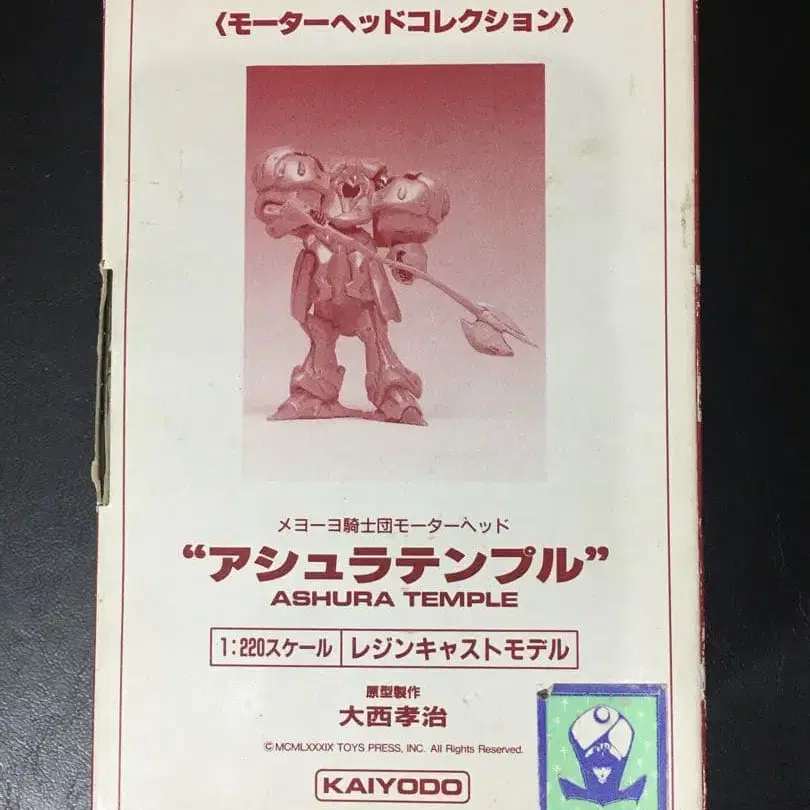 〈モーターヘッドコレクション〉
メヨーヨ騎士団モーターヘッド
“アシュラテンプル”
ASHURA TEMPLE
1:220スケール レジンキャストモデル
原型製作
大西孝治
©MCMLXXXIX TOYS PRESS, INC. All Rights Reserved.
KAIYODO